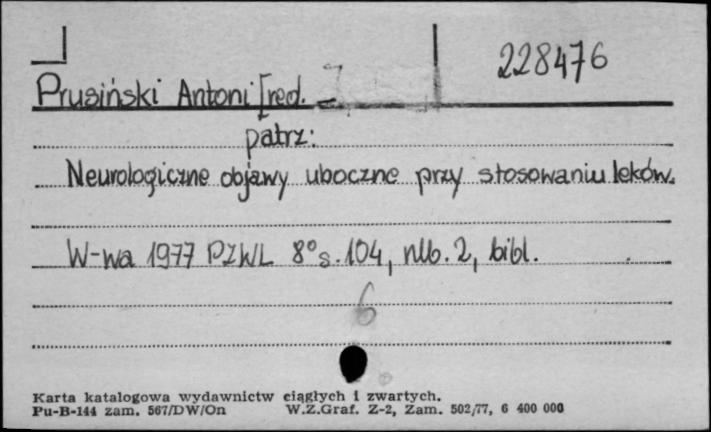 228476
Prusiński Antoni [red.
patrz:
Neurologiczne objawy uboczne przy stosowaniu leków.
W-wa 1977 PZWL 8° s. 104, nlb. 2, bibl.
6
Karta katalogowa wydawnictw ciągłych i zwartych.
Pu-B-144 zam. 567/DW/On W.Z.Graf. Z-2, Zam. 502/77, 6 400 000